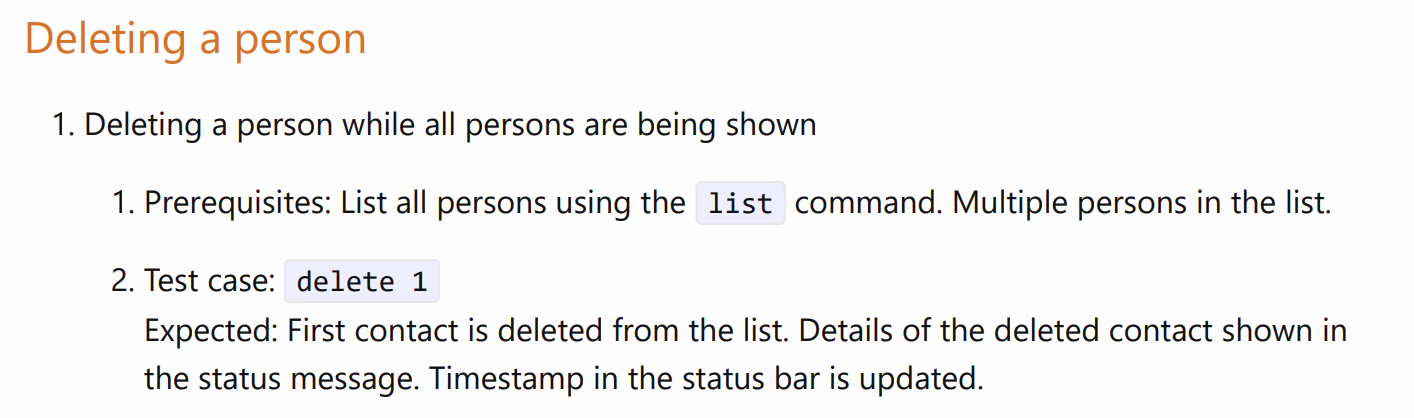 Deleting a person
1. Deleting a person while all persons are being shown
1. Prerequisites: List all persons using the list command. Multiple persons in the list.
2. Test case: delete 1
Expected: First contact is deleted from the list. Details of the deleted contact shown in
the status message. Timestamp in the status bar is updated.